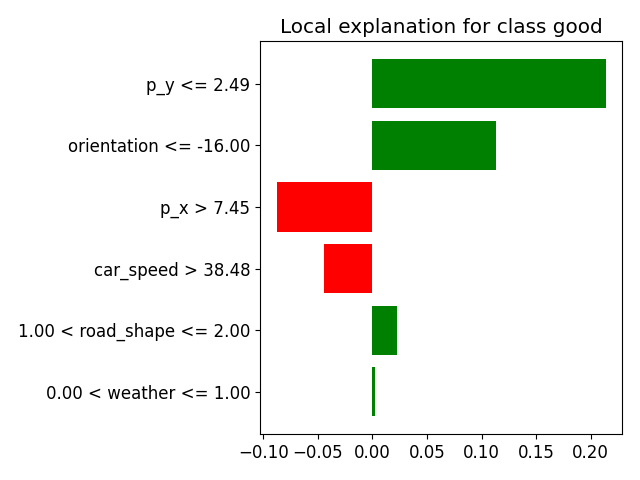 Local explanation for class good
p_y <= 2.49
orientation <= -16.00
p_x > 7.45
car_speed > 38.48
1.00 < road_shape <= 2.00
0.00 < weather <= 1.00
−0.10 −0.05 0.00 0.05 0.10 0.15 0.20